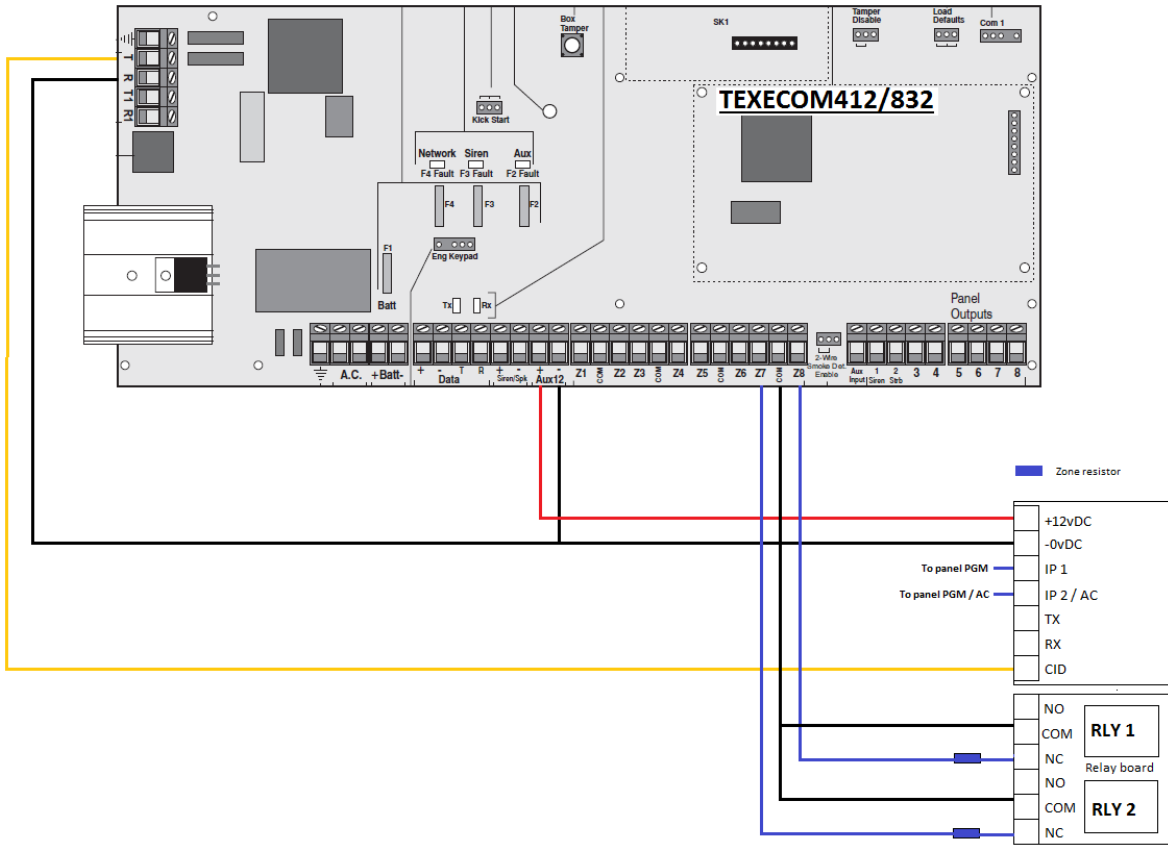 Box
Tamper
SK1
Tamper
Disable
Load
Defaults
Com 1
T
R
T1
R1
TEXECOM412/832
Kick Start
Network
F4 Fault
Siren
F3 Fault
Aux
F2 Fault
F4
F3
F2
Eng Keypad
F1
Batt
Tx
Rx
Panel
Outputs
A.C.
+Batt-
+ - T R
Data
+ -
Siren/Spk
+ -
Aux12
Z1 COM Z2 Z3 COM Z4
Z5 COM Z6 Z7 COM Z8
2-Wire
Smoke Det.
Enable
Aux
Input
1
Siren
2
Strb
3 4
5 6 7 8
Zone resistor
+12vDC
-0vDC
To panel PGM
IP 1
To panel PGM / AC
IP 2 / AC
TX
RX
CID
NO
COM
NC
RLY 1
Relay board
NO
COM
NC
RLY 2